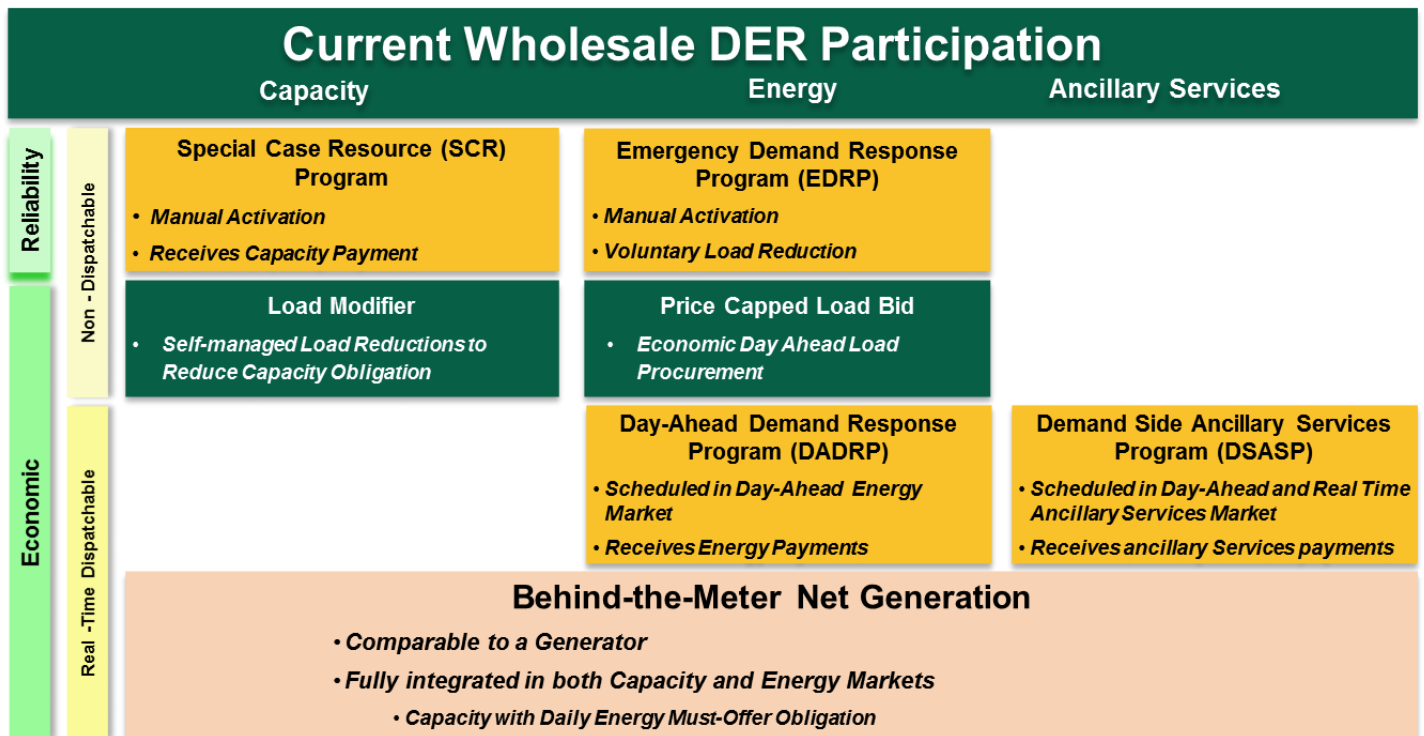 Current Wholesale DER Participation
Capacity
Energy
Ancillary Services
Reliability
Non - Dispatchable
Special Case Resource (SCR)
Program
• Manual Activation
• Receives Capacity Payment
Emergency Demand Response
Program (EDRP)
• Manual Activation
• Voluntary Load Reduction
Economic
Load Modifier
• Self-managed Load Reductions to
Reduce Capacity Obligation
Price Capped Load Bid
• Economic Day Ahead Load
Procurement
Real -Time Dispatchable
Day-Ahead Demand Response
Program (DADRP)
• Scheduled in Day-Ahead Energy
Market
• Receives Energy Payments
Demand Side Ancillary Services
Program (DSASP)
• Scheduled in Day-Ahead and Real Time
Ancillary Services Market
• Receives ancillary Services payments
Behind-the-Meter Net Generation
• Comparable to a Generator
• Fully integrated in both Capacity and Energy Markets
• Capacity with Daily Energy Must-Offer Obligation